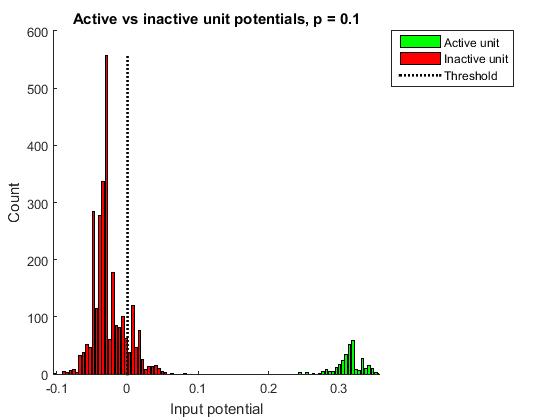 Active vs inactive unit potentials, p = 0.1
Active unit
Inactive unit
Threshold
600
500
400
300
200
100
0
Count
-0.1 0 0.1 0.2 0.3
Input potential